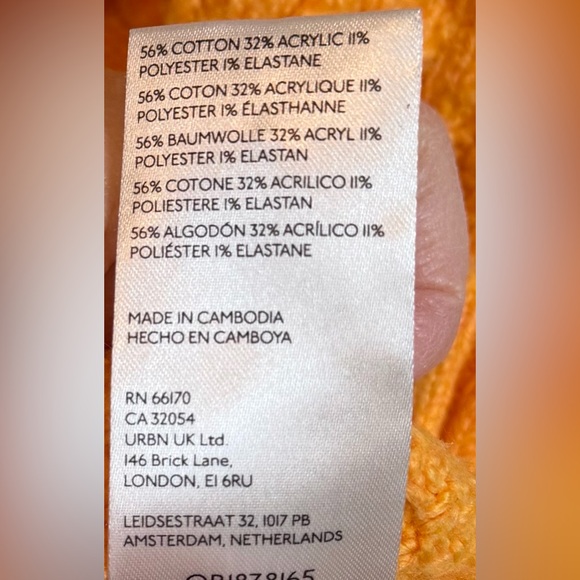 56% COTTON 32% ACRYLIC 11%
POLYESTER 1% ELASTANE
56% COTON 32% ACRYLIQUE 11%
POLYESTER 1% ÉLASTHANNE
56% BAUMWOLLE 32% ACRYL 11%
POLYESTER 1% ELASTAN
56% COTONE 32% ACRILICO 11%
POLIESTERE 1% ELASTAN
56% ALGODÓN 32% ACRÍLICO 11%
POLIÉSTER 1% ELASTANE
MADE IN CAMBODIA
HECHO EN CAMBOYA
RN 66170
CA 32054
URBN UK Ltd.
146 Brick Lane,
LONDON, E1 6RU
LEIDSESTRAAT 32, 1017 PB
AMSTERDAM, NETHERLANDS